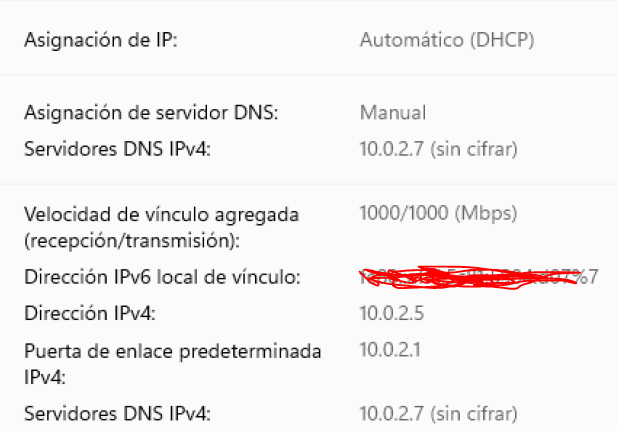 Asignación de IP: Automático (DHCP)
Asignación de servidor DNS: Manual
Servidores DNS IPv4: 10.0.2.7 (sin cifrar)
Velocidad de vínculo agregada 1000/1000 (Mbps)
(recepción/transmisión):
Dirección IPv6 local de vínculo: %7
Dirección IPv4: 10.0.2.5
Puerta de enlace predeterminada 10.0.2.1
IPv4:
Servidores DNS IPv4: 10.0.2.7 (sin cifrar)